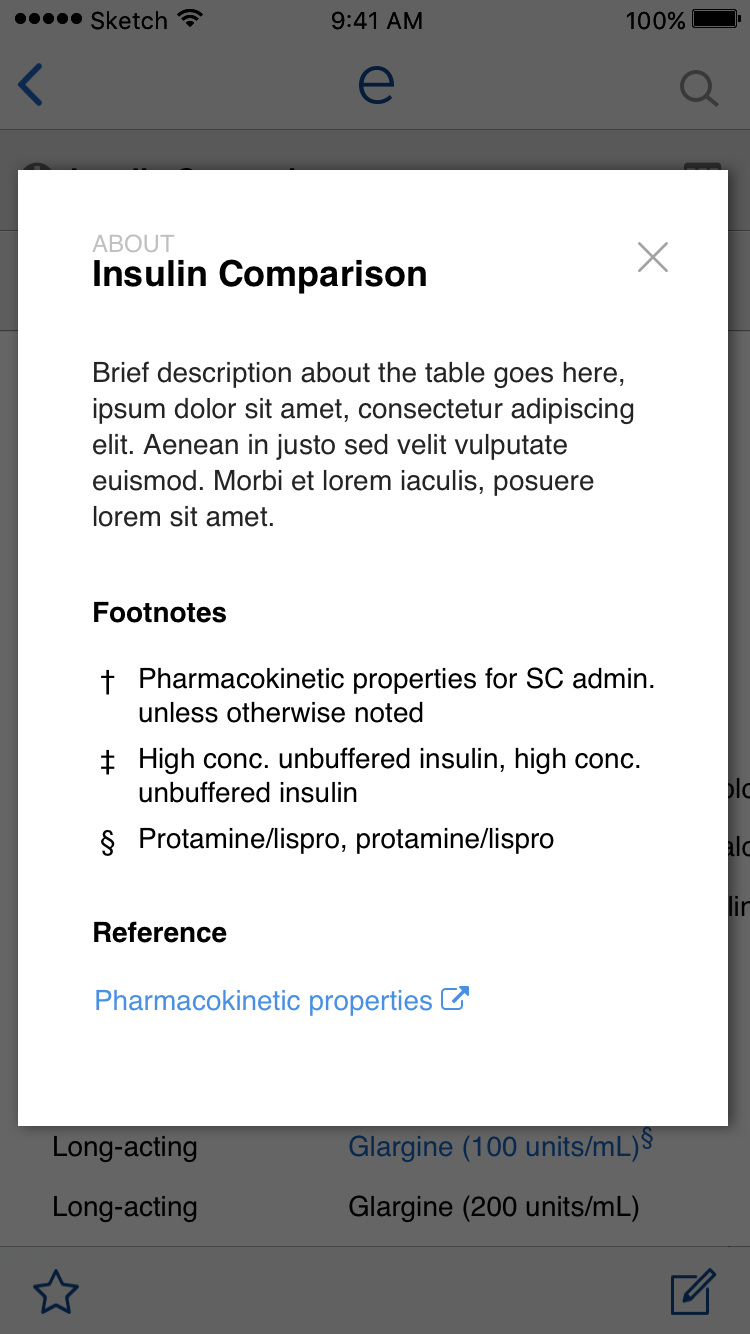 Sketch 9:41 AM 100%
e
ABOUT
Insulin Comparison
Brief description about the table goes here,
ipsum dolor sit amet, consectetur adipiscing
elit. Aenean in justo sed velit vulputate
euismod. Morbi et lorem iaculis, posuere
lorem sit amet.
Footnotes
† Pharmacokinetic properties for SC admin.
unless otherwise noted
‡ High conc. unbuffered insulin, high conc.
unbuffered insulin
§ Protamine/lispro, protamine/lispro
Reference
Pharmacokinetic properties
Long-acting Glargine (100 units/mL)§
Long-acting Glargine (200 units/mL)